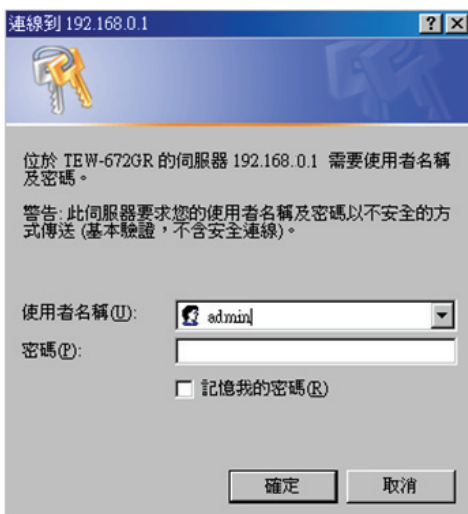 連線到 192.168.0.1
位於 TEW-672GR 的伺服器 192.168.0.1 需要使用者名稱
及密碼。
警告: 此伺服器要求您的使用者名稱及密碼以不安全的方
式傳送 (基本驗證，不含安全連線)。
使用者名稱(U): admin
密碼(P):
記憶我的密碼(R)
確定 取消